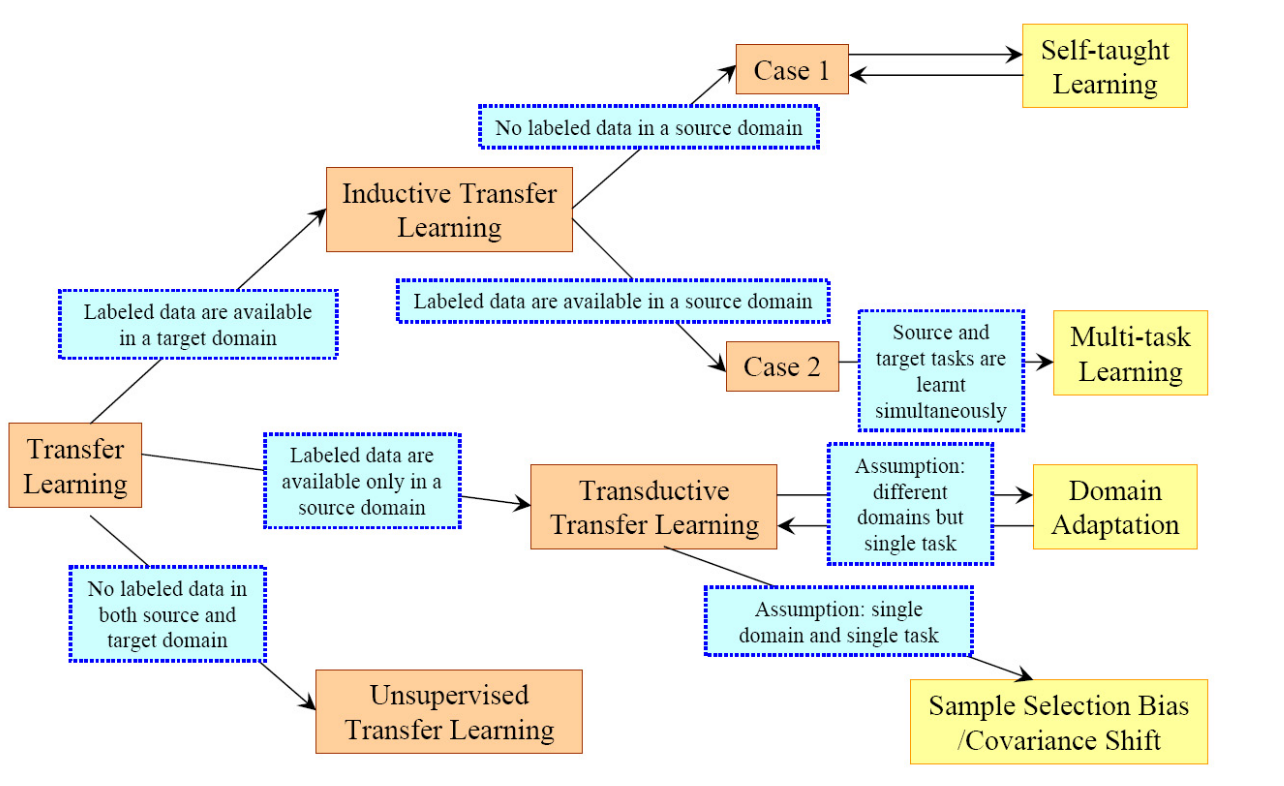 Self-taught
Learning
Case 1
No labeled data in a source domain
Inductive Transfer
Learning
Labeled data are available in a source domain
Labeled data are available
in a target domain
Case 2
Source and
target tasks are
learnt
simultaneously
Multi-task
Learning
Transfer
Learning
Labeled data are
available only in a
source domain
Transductive
Transfer Learning
Assumption:
different
domains but
single task
Domain
Adaptation
No labeled data in
both source and
target domain
Assumption: single
domain and single task
Unsupervised
Transfer Learning
Sample Selection Bias
/Covariance Shift